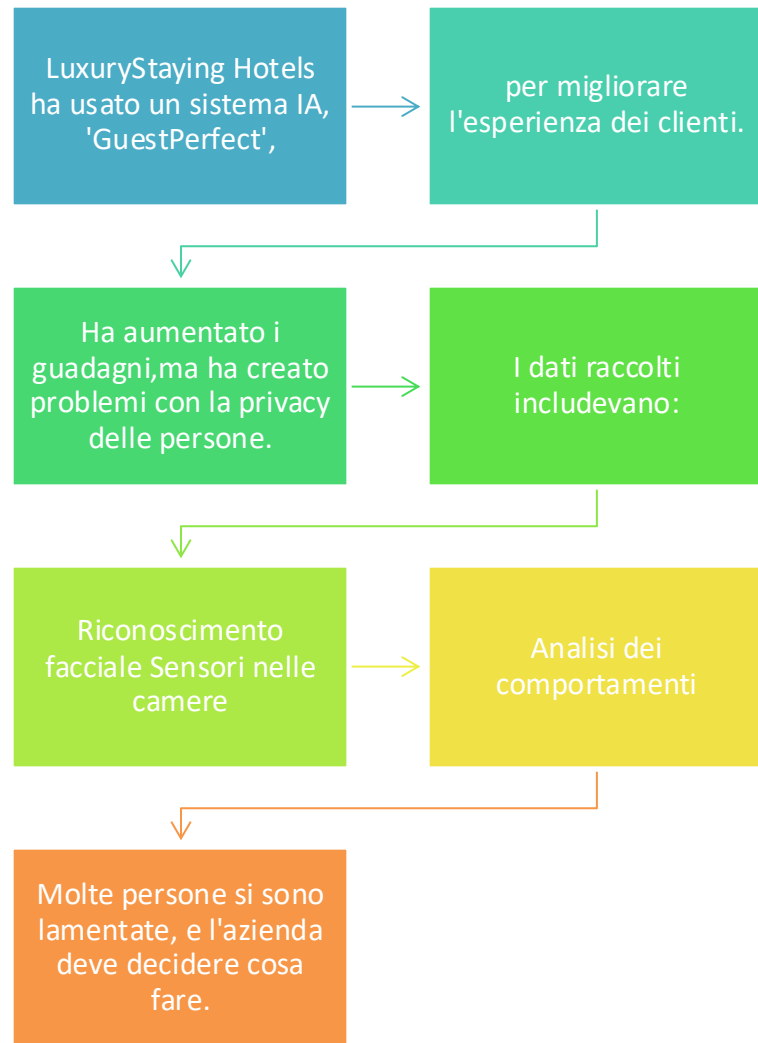 LuxuryStaying Hotels
ha usato un sistema IA,
'GuestPerfect',
per migliorare
l'esperienza dei clienti.
Ha aumentato i
guadagni,ma ha creato
problemi con la privacy
delle persone.
I dati raccolti
includevano:
Riconoscimento
facciale Sensori nelle
camere
Analisi dei
comportamenti
Molte persone si sono
lamentate, e l'azienda
deve decidere cosa
fare.